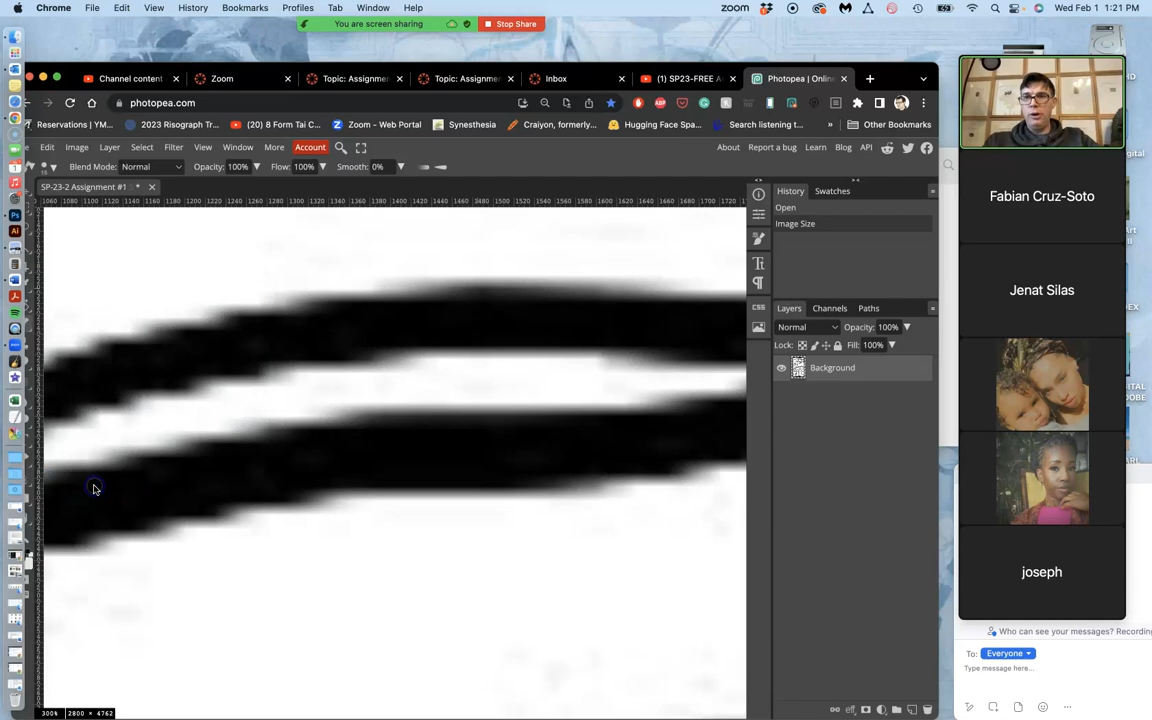 Chrome File Edit View History Bookmarks Profiles Tab Window Help
zoom Wed Feb 1 1:21 PM
You are screen sharing Stop Share
Channel content Zoom Topic: Assignme Topic: Assignme Inbox (1) SP23-FREE A Photopea | Onlin
photopea.com
Reservations | YM... 2023 Risograph Tr... (20) 8 Form Tai C... Zoom - Web Portal Synesthesia Craiyon, formerly... Hugging Face Spa... Search listening t... » Other Bookmarks
Edit Image Layer Select Filter View Window More Account About Report a bug Learn Blog API
Blend Mode: Normal Opacity: 100% Flow: 100% Smooth: 0%
SP-23-2 Assignment #1 *
History Swatches
Open
Image Size
CSS
Layers Channels Paths
Normal Opacity: 100%
Lock: Fill: 100%
Background
300% 2800 × 4762
Fabian Cruz-Soto
Jenat Silas
joseph
Who can see your messages? Recording
To: Everyone
Type message here...